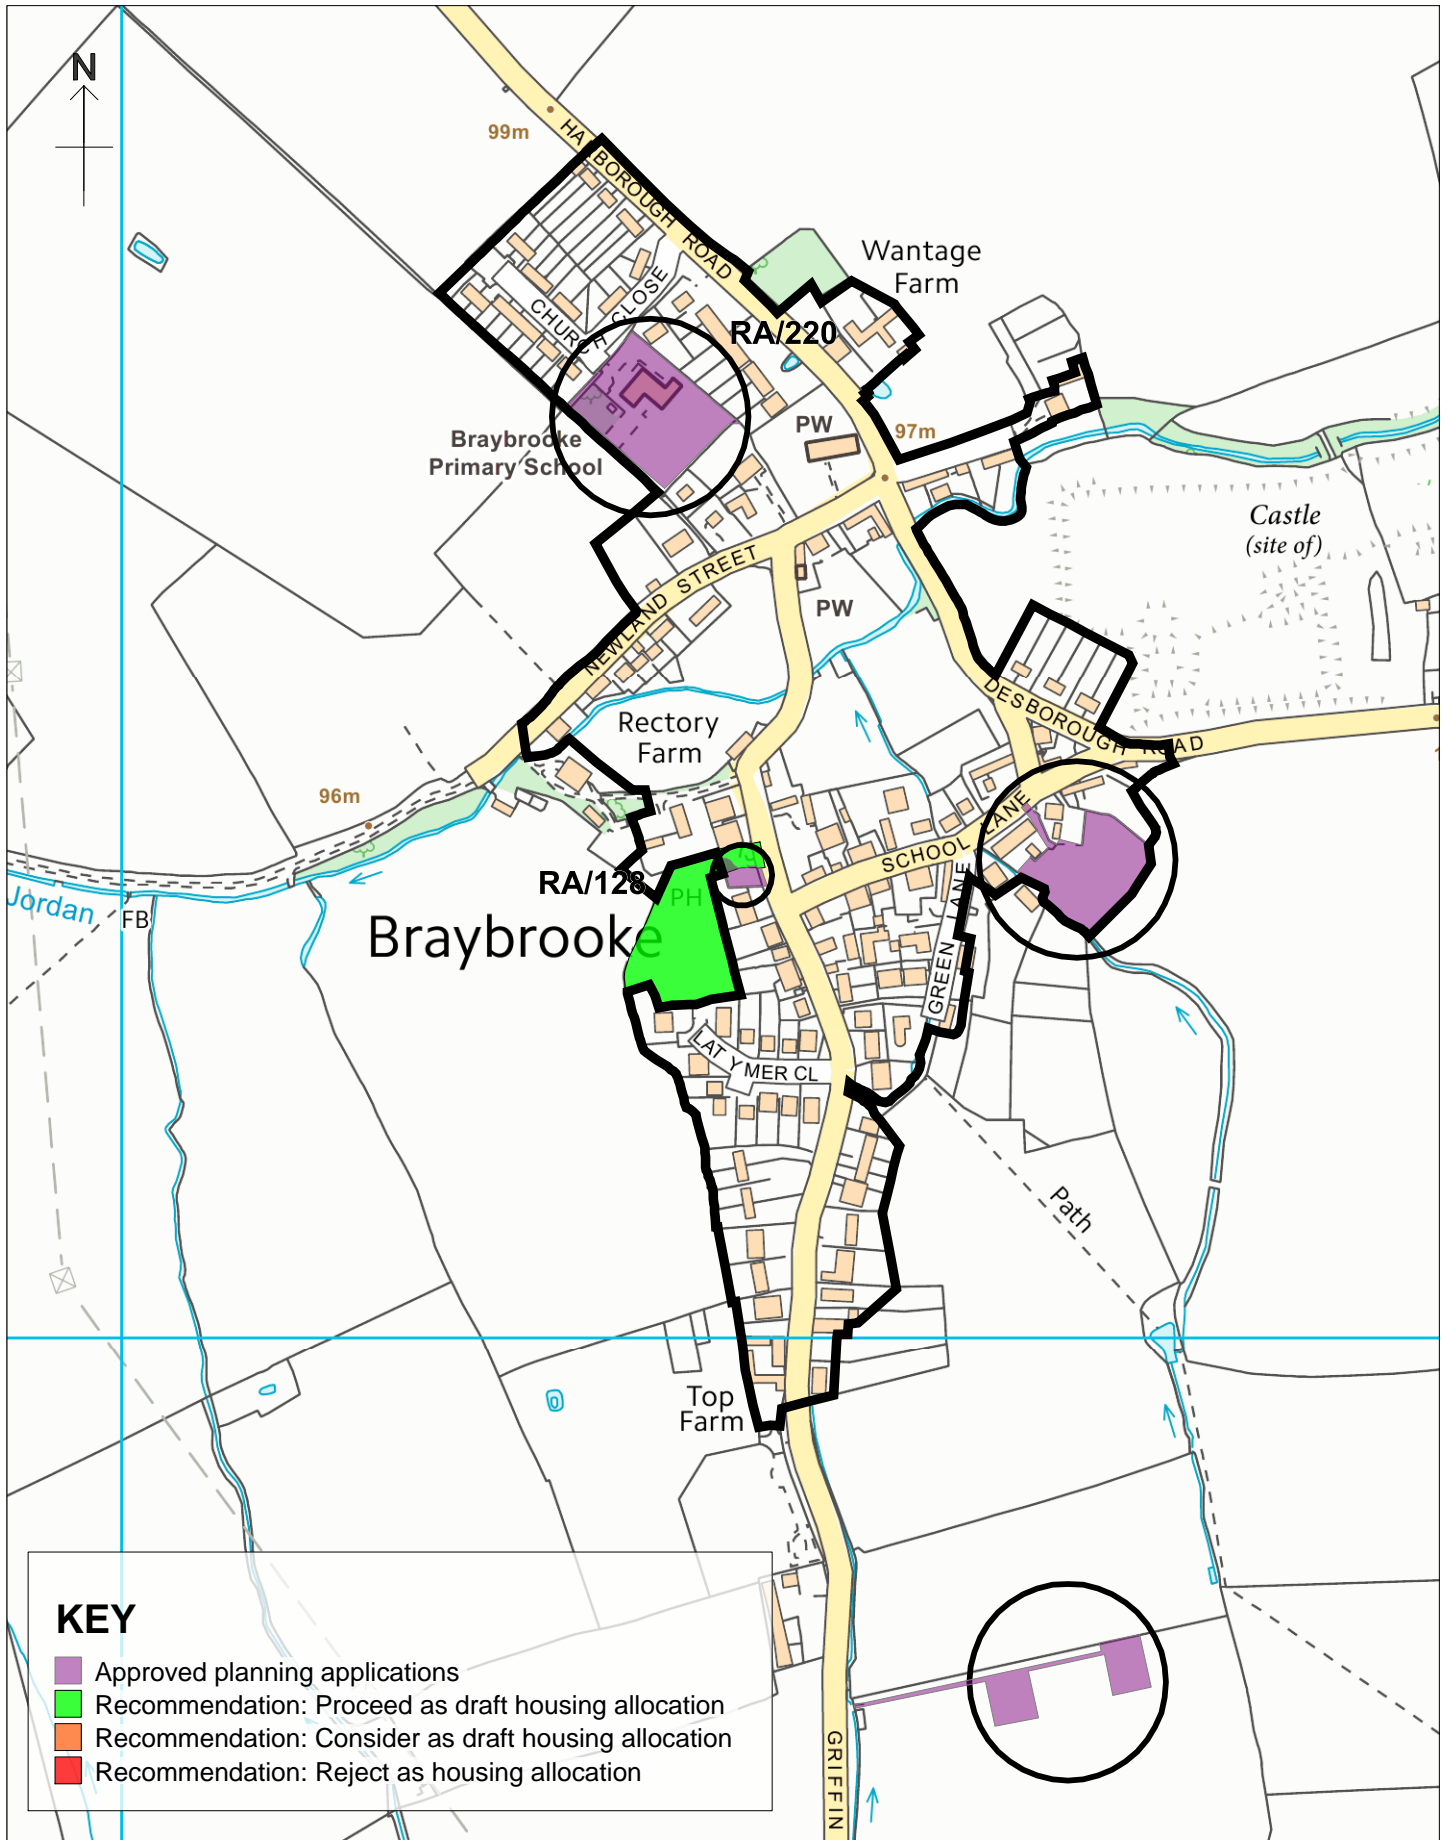 N
99m
HARBOROUGH ROAD
Wantage
Farm
CHURCH CLOSE
RA/220
Braybrooke
Primary School
PW
97m
Castle
(site of)
NEWLAND STREET
PW
DESBOROUGH ROAD
Rectory
Farm
96m
SCHOOL LANE
RA/128
PH
Jordan
FB
Braybrooke
GREEN LANE
LATYMER CL
Path
Top
Farm
GRIFFIN
KEY
Approved planning applications
Recommendation: Proceed as draft housing allocation
Recommendation: Consider as draft housing allocation
Recommendation: Reject as housing allocation